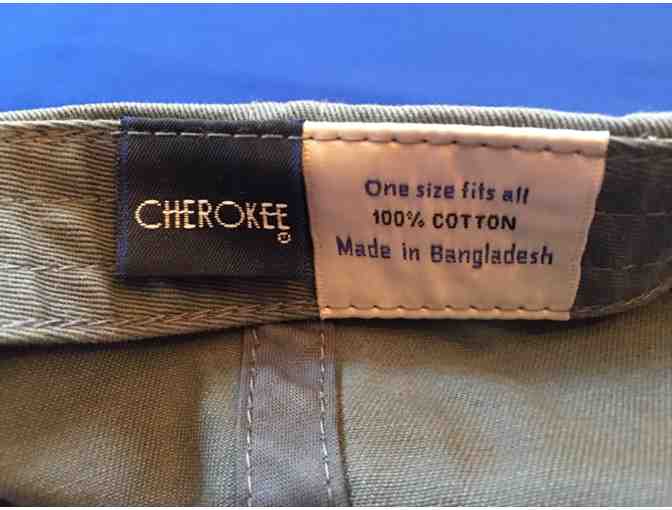 CHEROKEE
®
One size fits all
100% COTTON
Made in Bangladesh